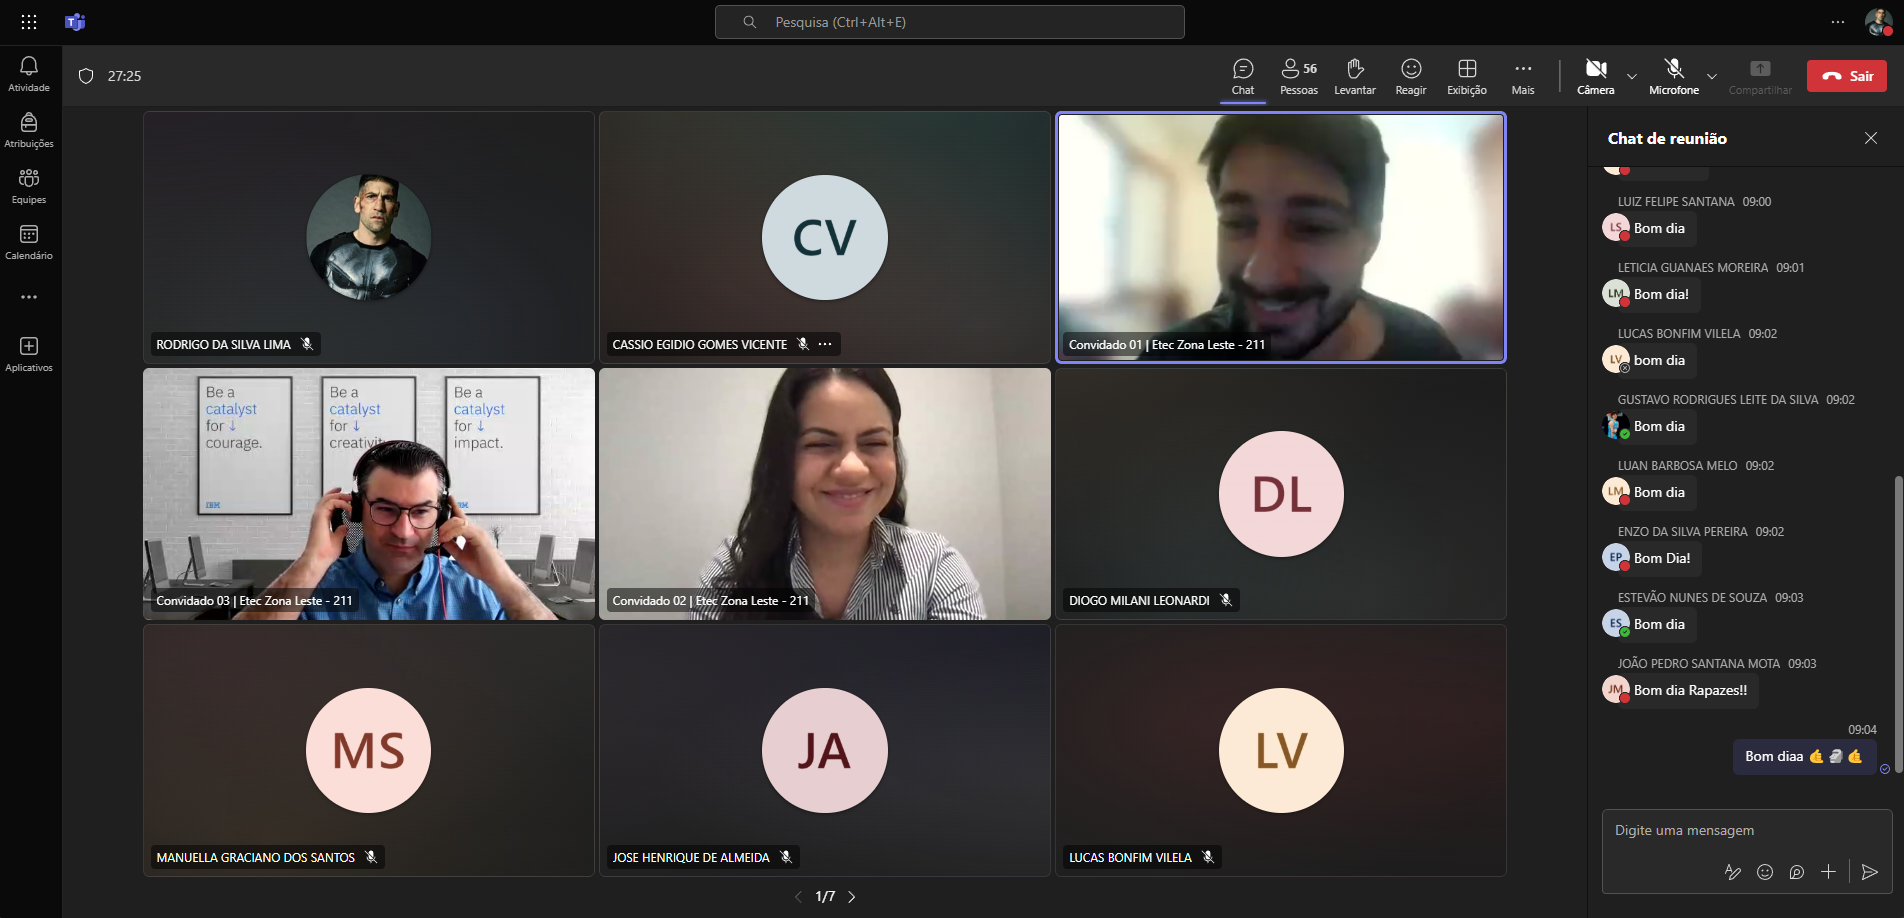 Pesquisa (Ctrl+Alt+E)
Atividade
Atribuições
Equipes
Calendário
Aplicativos
27:25
Chat
56
Pessoas
Levantar
Reagir
Exibição
Mais
Câmera
Microfone
Compartilhar
Sair
RODRIGO DA SILVA LIMA
CV
CASSIO EGIDIO GOMES VICENTE
Convidado 01 | Etec Zona Leste - 211
Be a
catalyst
for ↓
courage.
IBM
Be a
catalyst
for ↓
creativit
Be a
catalyst
for ↓
impact.
IBM
Convidado 03 | Etec Zona Leste - 211
Convidado 02 | Etec Zona Leste - 211
DL
DIOGO MILANI LEONARDI
MS
MANUELLA GRACIANO DOS SANTOS
JA
JOSE HENRIQUE DE ALMEIDA
LV
LUCAS BONFIM VILELA
1/7
Chat de reunião
LUIZ FELIPE SANTANA 09:00
LS
Bom dia
LETICIA GUANAES MOREIRA 09:01
LM
Bom dia!
LUCAS BONFIM VILELA 09:02
LV
bom dia
GUSTAVO RODRIGUES LEITE DA SILVA 09:02
Bom dia
LUAN BARBOSA MELO 09:02
LM
Bom dia
ENZO DA SILVA PEREIRA 09:02
EP
Bom Dia!
ESTEVÃO NUNES DE SOUZA 09:03
ES
Bom dia
JOÃO PEDRO SANTANA MOTA 09:03
JM
Bom dia Rapazes!!
09:04
Bom diaa 🤙 🗿 🤙
Digite uma mensagem